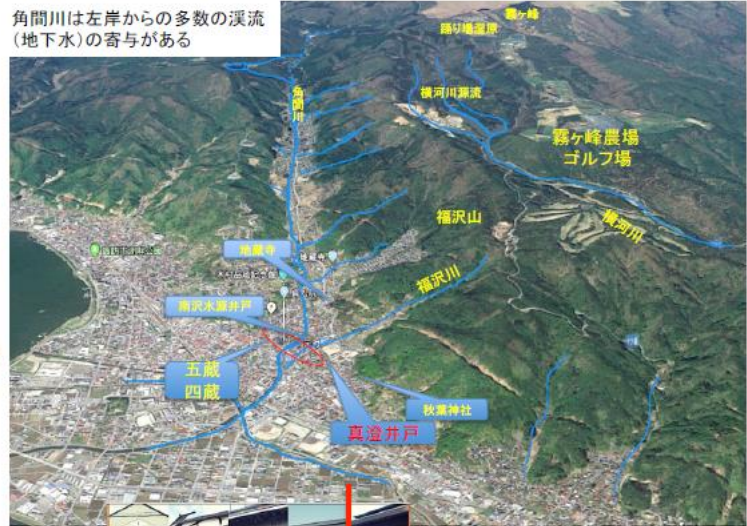 角間川は左岸からの多数の渓流
(地下水)の寄与がある
霧ヶ峰
踊り場湿原
角間川
横河川源流
霧ヶ峰農場
ゴルフ場
福沢山
横河川
地蔵寺
福沢川
南沢水源井戸
五蔵
四蔵
秋葉神社
真澄井戸